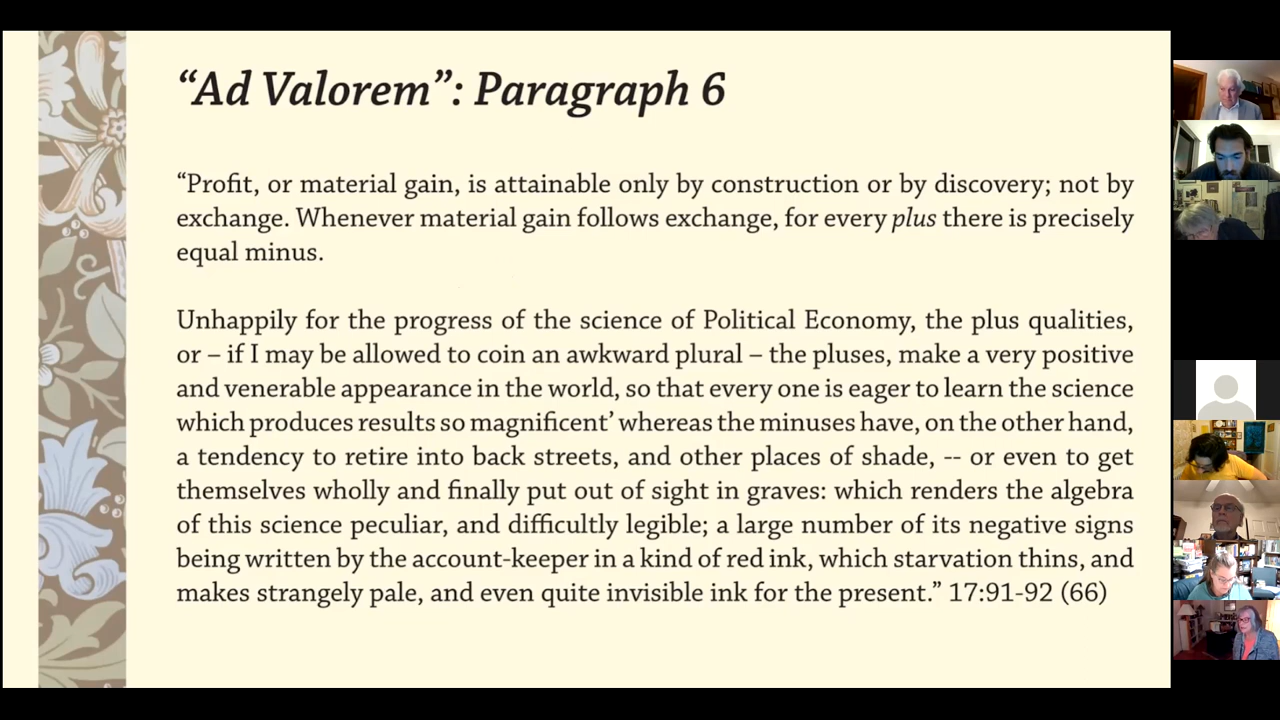 “Ad Valorem”: Paragraph 6
“Profit, or material gain, is attainable only by construction or by discovery; not by
exchange. Whenever material gain follows exchange, for every plus there is precisely
equal minus.
Unhappily for the progress of the science of Political Economy, the plus qualities,
or – if I may be allowed to coin an awkward plural – the pluses, make a very positive
and venerable appearance in the world, so that every one is eager to learn the science
which produces results so magnificent’ whereas the minuses have, on the other hand,
a tendency to retire into back streets, and other places of shade, -- or even to get
themselves wholly and finally put out of sight in graves: which renders the algebra
of this science peculiar, and difficultly legible; a large number of its negative signs
being written by the account-keeper in a kind of red ink, which starvation thins, and
makes strangely pale, and even quite invisible ink for the present.” 17:91-92 (66)